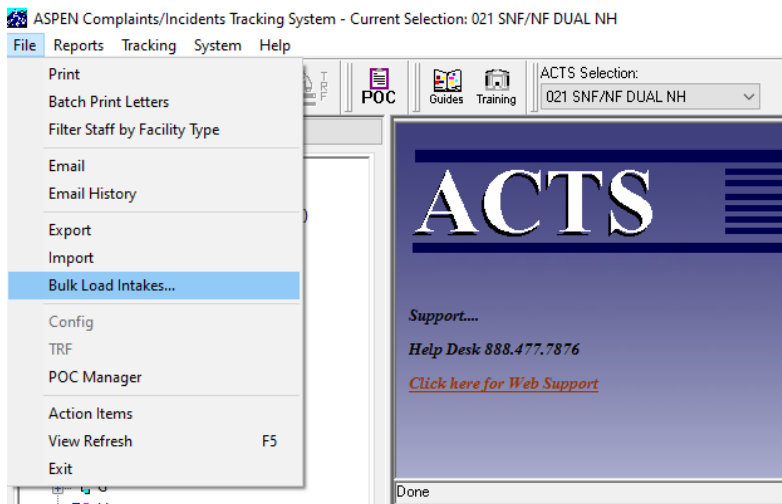 ASPEN Complaints/Incidents Tracking System - Current Selection: 021 SNF/NF DUAL NH
File Reports Tracking System Help
Print
Batch Print Letters
Filter Staff by Facility Type
Email
Email History
Export
Import
Bulk Load Intakes...
Config
TRF
POC Manager
Action Items
View Refresh F5
Exit
TRF
POC
Guides Training
ACTS Selection:
021 SNF/NF DUAL NH
ACTS
Support....
Help Desk 888.477.7876
Click here for Web Support
Done